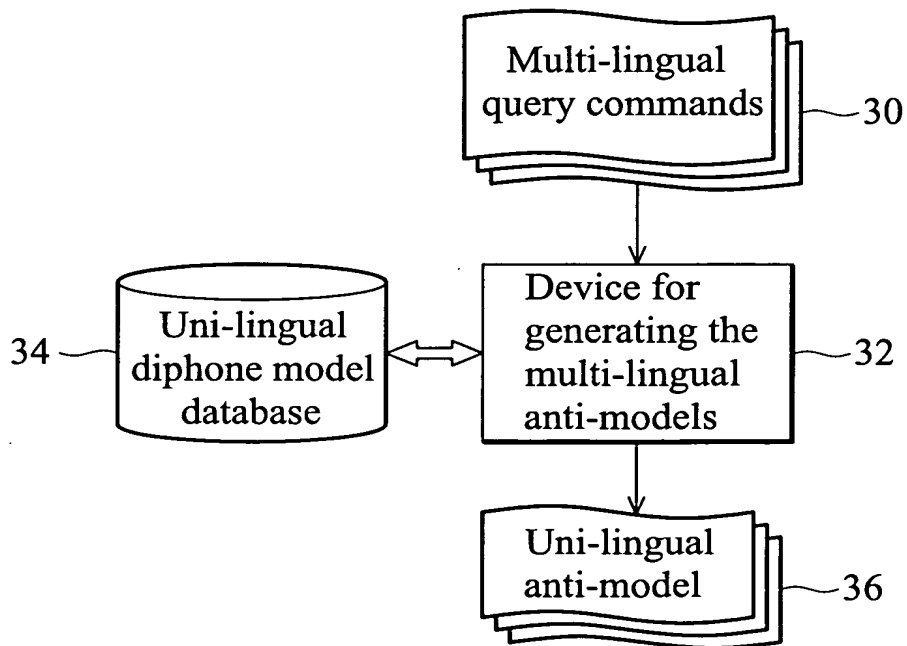 Multi-lingual
query commands
30
Uni-lingual
diphone model
database
34
Device for
generating the
multi-lingual
anti-models
32
Uni-lingual
anti-model
36